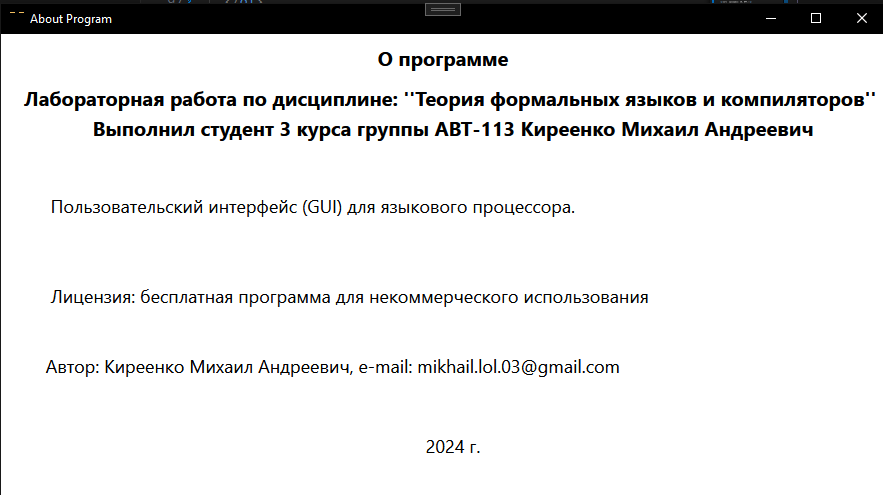 About Program
О программе
Лабораторная работа по дисциплине: ''Теория формальных языков и компиляторов''
Выполнил студент 3 курса группы АВТ-113 Киреенко Михаил Андреевич
Пользовательский интерфейс (GUI) для языкового процессора.
Лицензия: бесплатная программа для некоммерческого использования
Автор: Киреенко Михаил Андреевич, e-mail: mikhail.lol.03@gmail.com
2024 г.